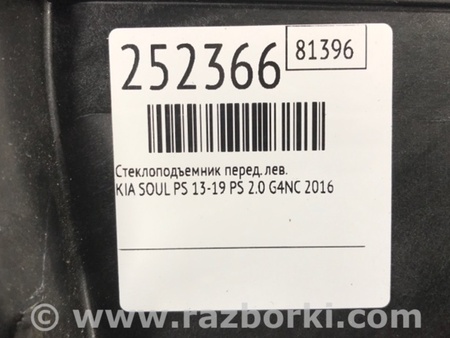 252366
81396
Стеклоподъемник перед.лев.
KIA SOUL PS 13-19 PS 2.0 G4NC 2016
© www.razborki.com